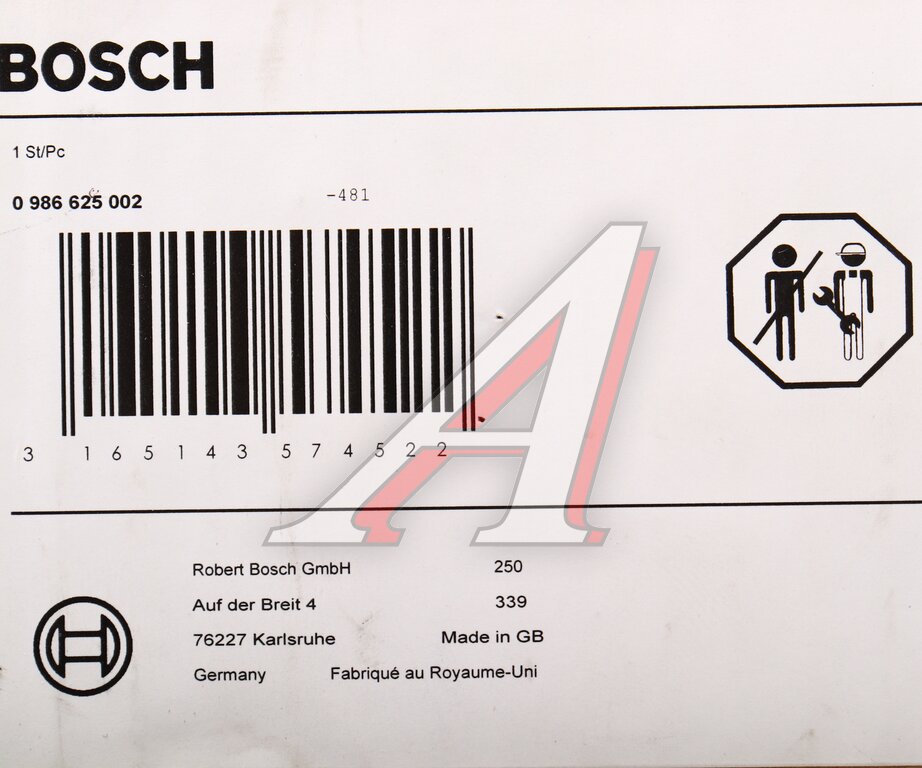 BOSCH
1 St/Pc
0 986 625 002 -481
3 165143 574522
Robert Bosch GmbH 250
Auf der Breit 4 339
76227 Karlsruhe Made in GB
Germany Fabriqué au Royaume-Uni